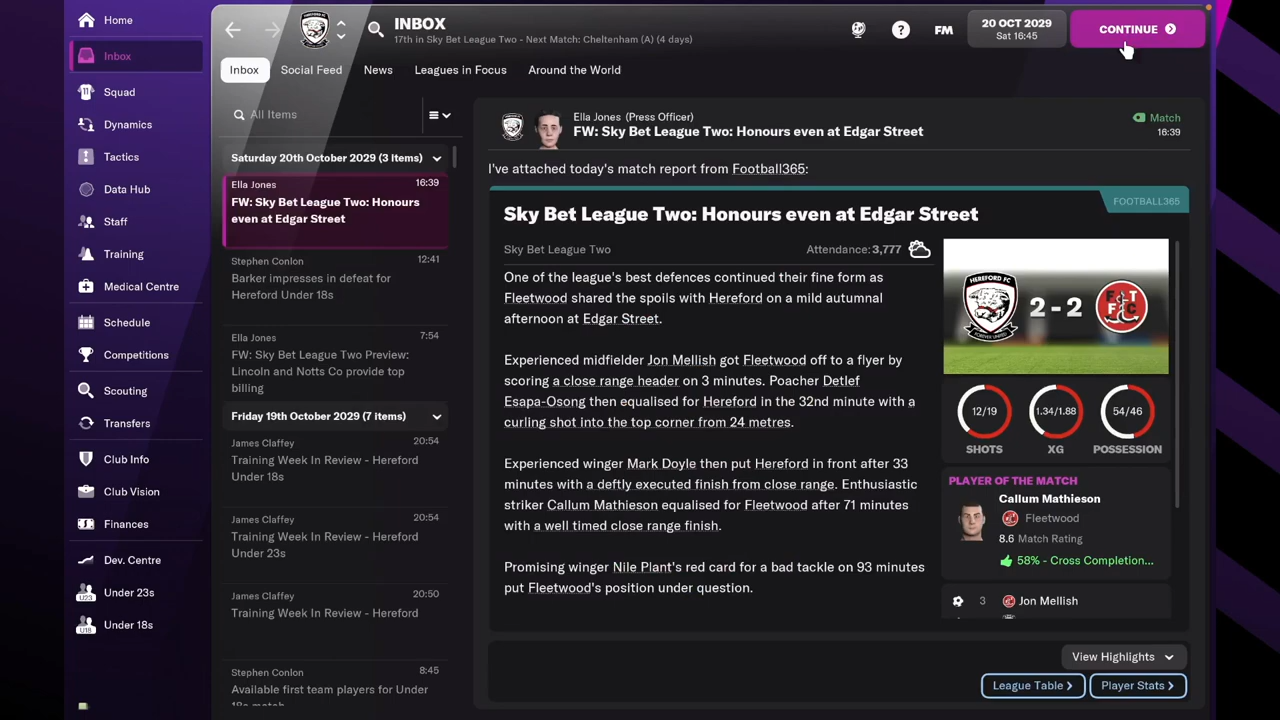 Home
Inbox
Squad
Dynamics
Tactics
Data Hub
Staff
Training
Medical Centre
Schedule
Competitions
Scouting
Transfers
Club Info
Club Vision
Finances
Dev. Centre
U23
Under 23s
U18
Under 18s
INBOX
17th in Sky Bet League Two - Next Match: Cheltenham (A) (4 days)
?
FM
20 OCT 2029
Sat 16:45
CONTINUE
Inbox
Social Feed
News
Leagues in Focus
Around the World
All Items
Saturday 20th October 2029 (3 items)
Ella Jones 16:39
FW: Sky Bet League Two: Honours
even at Edgar Street
Stephen Conlon 12:41
Barker impresses in defeat for
Hereford Under 18s
Ella Jones 7:54
FW: Sky Bet League Two Preview:
Lincoln and Notts Co provide top
billing
Friday 19th October 2029 (7 items)
James Claffey 20:54
Training Week In Review - Hereford
Under 18s
James Claffey 20:54
Training Week In Review - Hereford
Under 23s
James Claffey 20:50
Training Week In Review - Hereford
Stephen Conlon 8:45
Available first team players for Under
18s match
Ella Jones (Press Officer)
FW: Sky Bet League Two: Honours even at Edgar Street
Match
16:39
I've attached today's match report from Football365:
FOOTBALL365
Sky Bet League Two: Honours even at Edgar Street
Sky Bet League Two
Attendance: 3,777
One of the league's best defences continued their fine form as
Fleetwood shared the spoils with Hereford on a mild autumnal
afternoon at Edgar Street.
Experienced midfielder Jon Mellish got Fleetwood off to a flyer by
scoring a close range header on 3 minutes. Poacher Detlef
Esapa-Osong then equalised for Hereford in the 32nd minute with a
curling shot into the top corner from 24 metres.
Experienced winger Mark Doyle then put Hereford in front after 33
minutes with a deftly executed finish from close range. Enthusiastic
striker Callum Mathieson equalised for Fleetwood after 71 minutes
with a well timed close range finish.
Promising winger Nile Plant's red card for a bad tackle on 93 minutes
put Fleetwood's position under question.
HEREFORD FC
2 - 2
12/19
SHOTS
1.34/1.88
XG
54/46
POSSESSION
PLAYER OF THE MATCH
Callum Mathieson
Fleetwood
8.6 Match Rating
58% - Cross Completion...
3 Jon Mellish
View Highlights
League Table
Player Stats